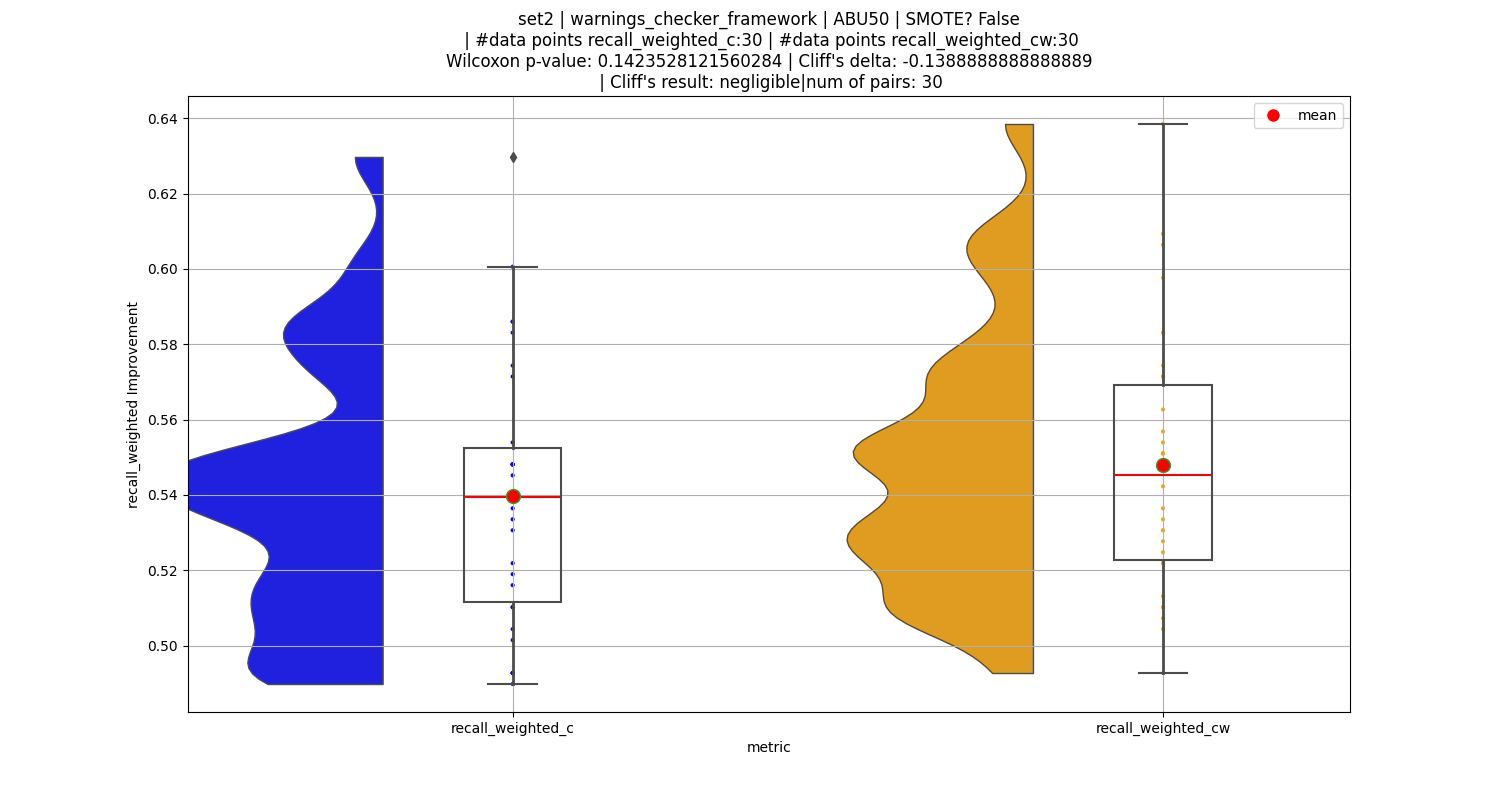 set2 | warnings_checker_framework | ABU50 | SMOTE? False
| #data points recall_weighted_c:30 | #data points recall_weighted_cw:30
Wilcoxon p-value: 0.1423528121560284 | Cliff's delta: -0.1388888888888889
| Cliff's result: negligible|num of pairs: 30
mean
0.64
0.62
0.60
0.58
0.56
0.54
0.52
0.50
recall_weighted Improvement
recall_weighted_c
recall_weighted_cw
metric